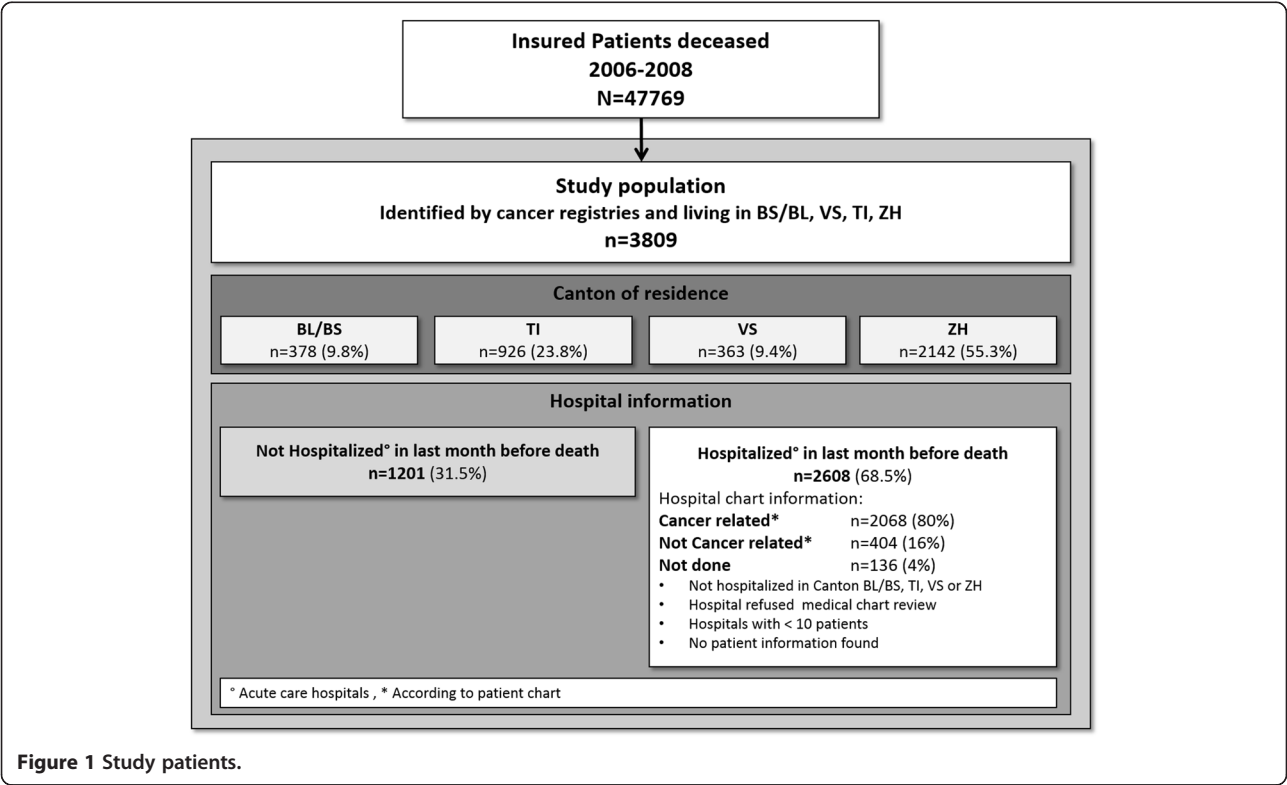 Insured Patients deceased
2006-2008
N=47769
Study population
Identified by cancer registries and living in BS/BL, VS, TI, ZH
n=3809
Canton of residence
BL/BS
n=378 (9.8%)
TI
n=926 (23.8%)
VS
n=363 (9.4%)
ZH
n=2142 (55.3%)
Hospital information
Not Hospitalized° in last month before death
n=1201 (31.5%)
Hospitalized° in last month before death
n=2608 (68.5%)
Hospital chart information:
Cancer related* n=2068 (80%)
Not Cancer related* n=404 (16%)
Not done n=136 (4%)
• Not hospitalized in Canton BL/BS, TI, VS or ZH
• Hospital refused medical chart review
• Hospitals with < 10 patients
• No patient information found
° Acute care hospitals , * According to patient chart
Figure 1 Study patients.